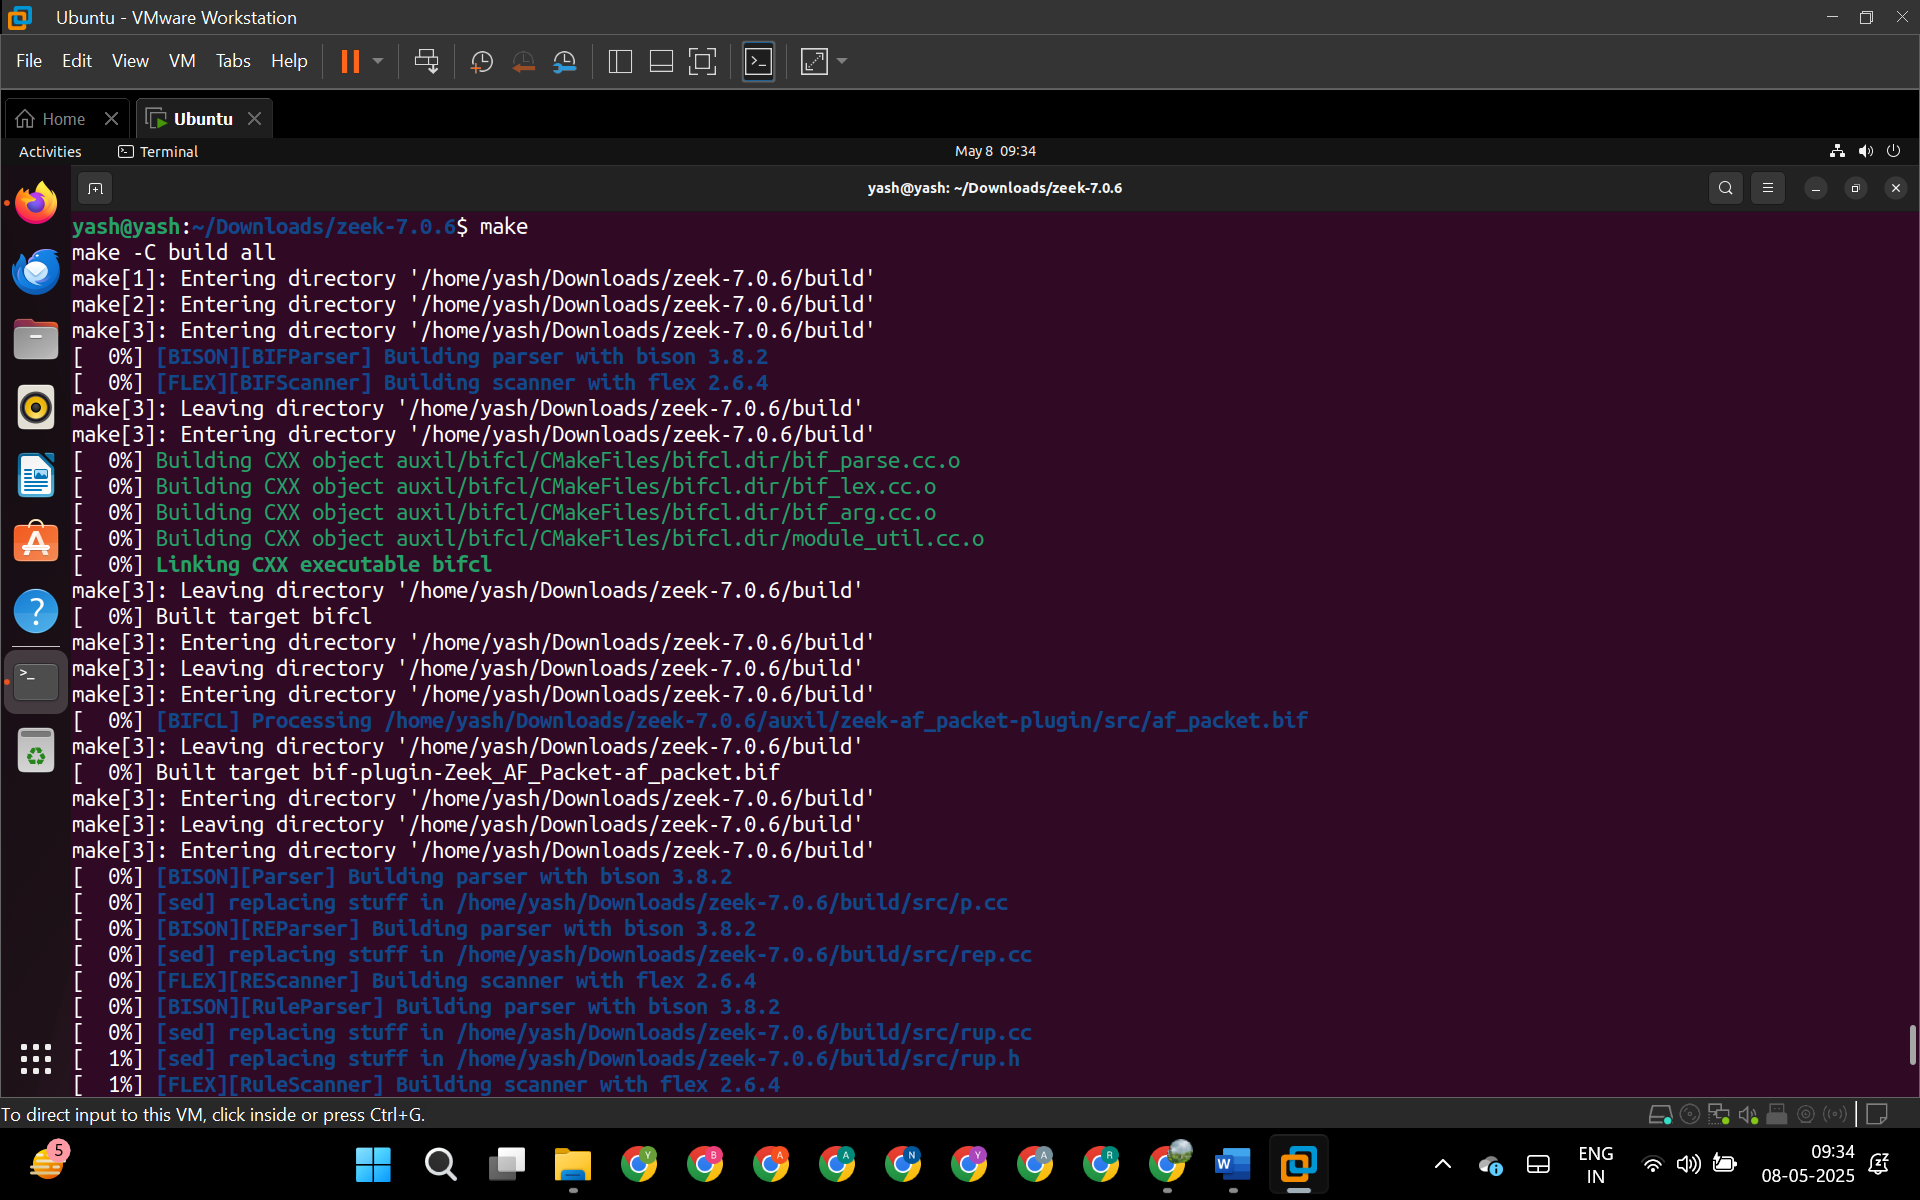 Ubuntu - VMware Workstation
File Edit View VM Tabs Help
Home
Ubuntu
Activities
Terminal
May 8 09:34
yash@yash: ~/Downloads/zeek-7.0.6
yash@yash:~/Downloads/zeek-7.0.6$ make
make -C build all
make[1]: Entering directory '/home/yash/Downloads/zeek-7.0.6/build'
make[2]: Entering directory '/home/yash/Downloads/zeek-7.0.6/build'
make[3]: Entering directory '/home/yash/Downloads/zeek-7.0.6/build'
[  0%] [BISON][BIFParser] Building parser with bison 3.8.2
[  0%] [FLEX][BIFScanner] Building scanner with flex 2.6.4
make[3]: Leaving directory '/home/yash/Downloads/zeek-7.0.6/build'
make[3]: Entering directory '/home/yash/Downloads/zeek-7.0.6/build'
[  0%] Building CXX object auxil/bifcl/CMakeFiles/bifcl.dir/bif_parse.cc.o
[  0%] Building CXX object auxil/bifcl/CMakeFiles/bifcl.dir/bif_lex.cc.o
[  0%] Building CXX object auxil/bifcl/CMakeFiles/bifcl.dir/bif_arg.cc.o
[  0%] Building CXX object auxil/bifcl/CMakeFiles/bifcl.dir/module_util.cc.o
[  0%] Linking CXX executable bifcl
make[3]: Leaving directory '/home/yash/Downloads/zeek-7.0.6/build'
[  0%] Built target bifcl
make[3]: Entering directory '/home/yash/Downloads/zeek-7.0.6/build'
make[3]: Leaving directory '/home/yash/Downloads/zeek-7.0.6/build'
make[3]: Entering directory '/home/yash/Downloads/zeek-7.0.6/build'
[  0%] [BIFCL] Processing /home/yash/Downloads/zeek-7.0.6/auxil/zeek-af_packet-plugin/src/af_packet.bif
make[3]: Leaving directory '/home/yash/Downloads/zeek-7.0.6/build'
[  0%] Built target bif-plugin-Zeek_AF_Packet-af_packet.bif
make[3]: Entering directory '/home/yash/Downloads/zeek-7.0.6/build'
make[3]: Leaving directory '/home/yash/Downloads/zeek-7.0.6/build'
make[3]: Entering directory '/home/yash/Downloads/zeek-7.0.6/build'
[  0%] [BISON][Parser] Building parser with bison 3.8.2
[  0%] [sed] replacing stuff in /home/yash/Downloads/zeek-7.0.6/build/src/p.cc
[  0%] [BISON][REParser] Building parser with bison 3.8.2
[  0%] [sed] replacing stuff in /home/yash/Downloads/zeek-7.0.6/build/src/rep.cc
[  0%] [FLEX][REScanner] Building scanner with flex 2.6.4
[  0%] [BISON][RuleParser] Building parser with bison 3.8.2
[  0%] [sed] replacing stuff in /home/yash/Downloads/zeek-7.0.6/build/src/rup.cc
[  1%] [sed] replacing stuff in /home/yash/Downloads/zeek-7.0.6/build/src/rup.h
[  1%] [FLEX][RuleScanner] Building scanner with flex 2.6.4
To direct input to this VM, click inside or press Ctrl+G.
5
Y B A A N Y A R W
ENG
IN
09:34
08-05-2025